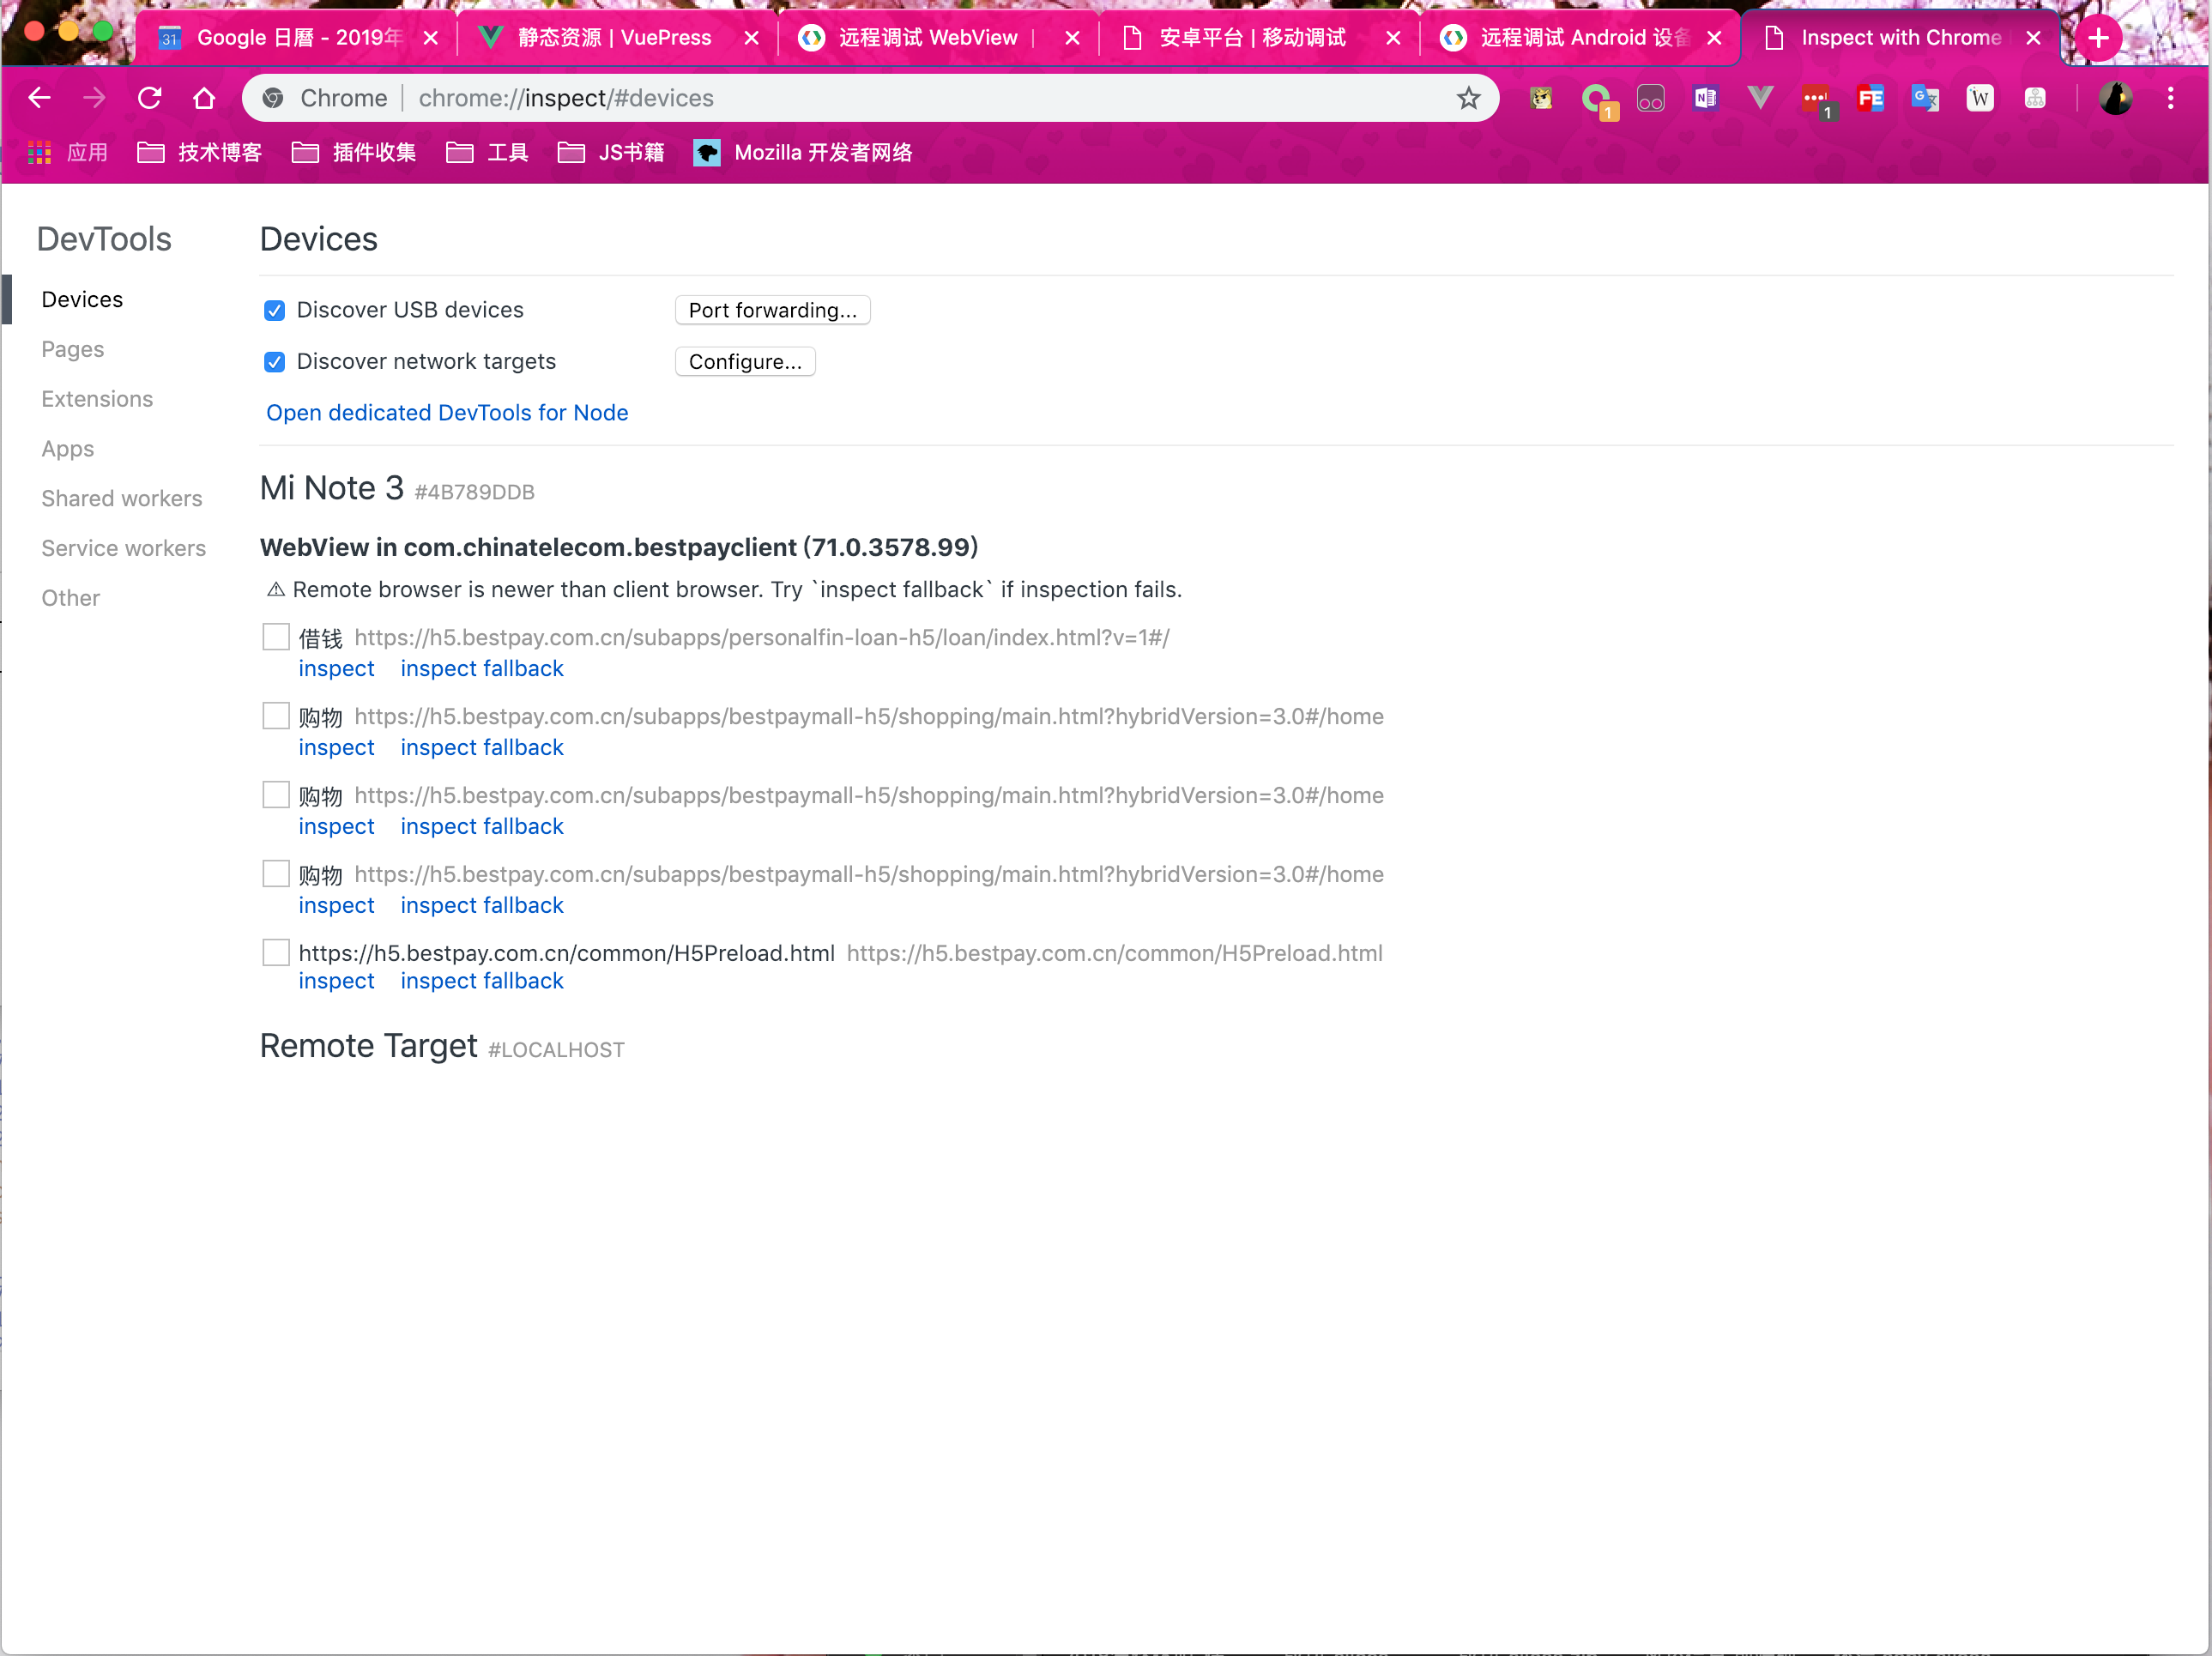 Google 日曆 - 2019年
静态资源 | VuePress
远程调试 WebView |
安卓平台 | 移动调试
远程调试 Android 设备
Inspect with Chrome
Chrome chrome://inspect/#devices
应用 技术博客 插件收集 工具 JS书籍 Mozilla 开发者网络
DevTools
Devices
Pages
Extensions
Apps
Shared workers
Service workers
Other
Devices
Discover USB devices Port forwarding...
Discover network targets Configure...
Open dedicated DevTools for Node
Mi Note 3 #4B789DDB
WebView in com.chinatelecom.bestpayclient (71.0.3578.99)
⚠ Remote browser is newer than client browser. Try `inspect fallback` if inspection fails.
借钱 https://h5.bestpay.com.cn/subapps/personalfin-loan-h5/loan/index.html?v=1#/
inspect inspect fallback
购物 https://h5.bestpay.com.cn/subapps/bestpaymall-h5/shopping/main.html?hybridVersion=3.0#/home
inspect inspect fallback
购物 https://h5.bestpay.com.cn/subapps/bestpaymall-h5/shopping/main.html?hybridVersion=3.0#/home
inspect inspect fallback
购物 https://h5.bestpay.com.cn/subapps/bestpaymall-h5/shopping/main.html?hybridVersion=3.0#/home
inspect inspect fallback
https://h5.bestpay.com.cn/common/H5Preload.html https://h5.bestpay.com.cn/common/H5Preload.html
inspect inspect fallback
Remote Target #LOCALHOST